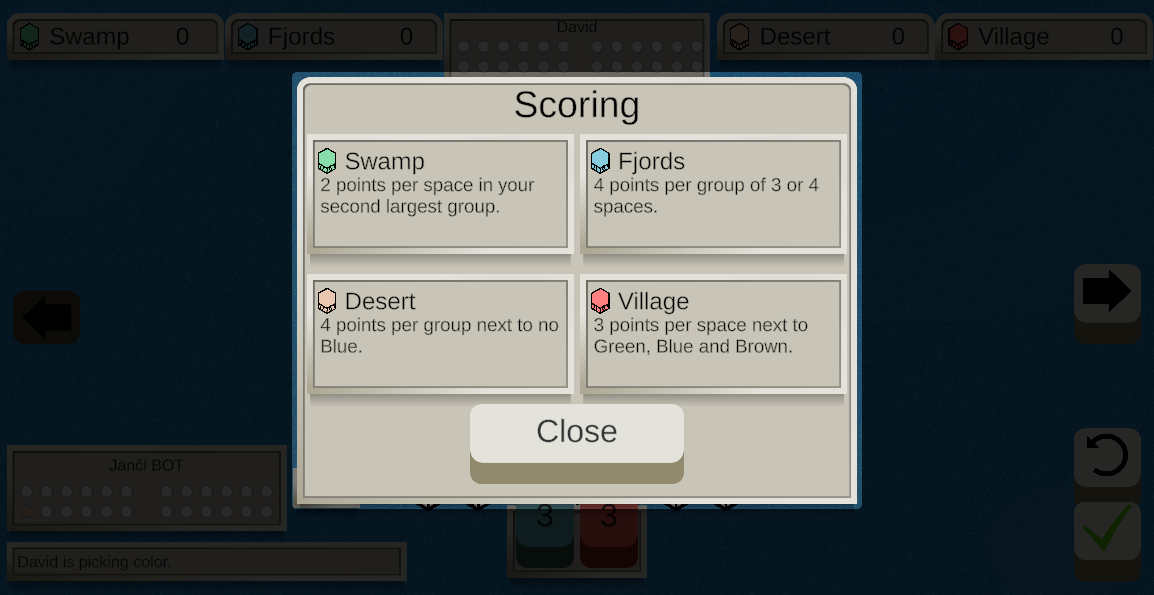 Swamp 0
Fjords 0
David
Desert 0
Village 0
Scoring
Swamp
2 points per space in your
second largest group.
Fjords
4 points per group of 3 or 4
spaces.
Desert
4 points per group next to no
Blue.
Village
3 points per space next to
Green, Blue and Brown.
Close
Janči BOT
3
3
David is picking color.